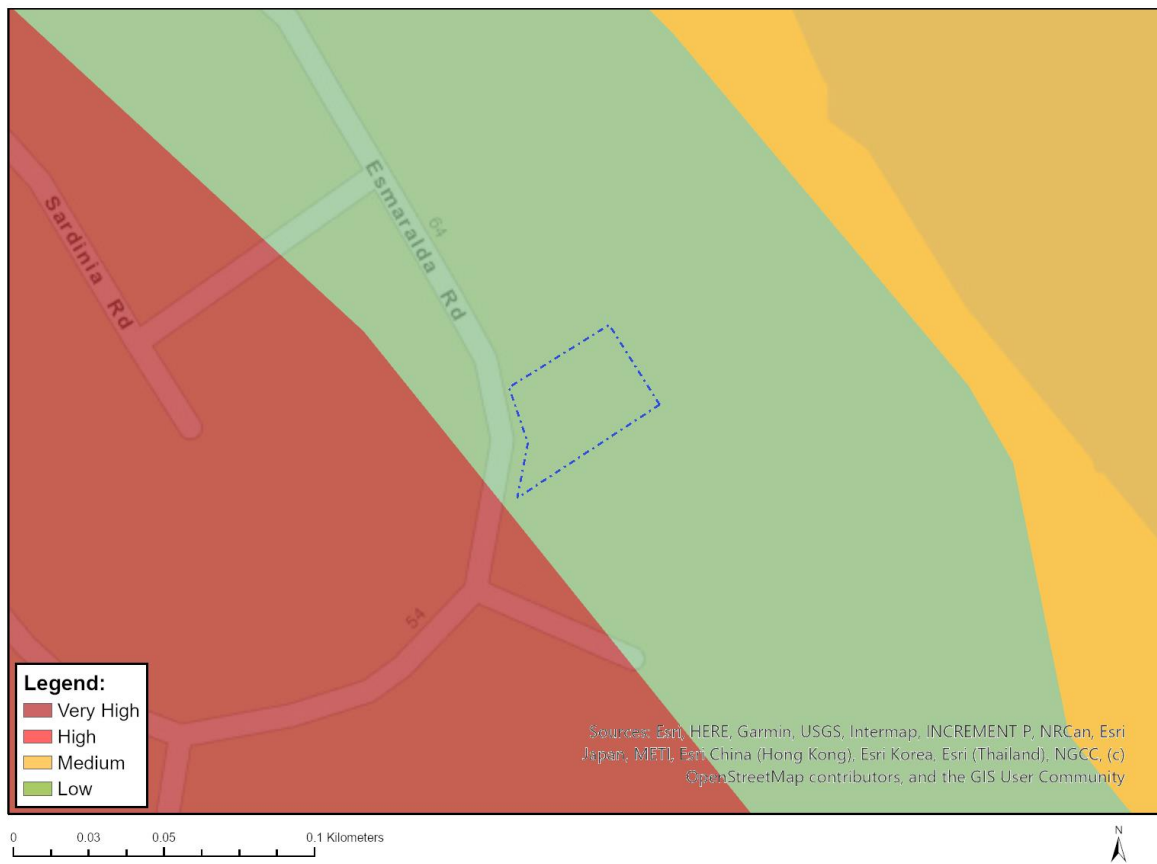 Esmaralda Rd
64
Sardinia Rd
54
Legend:
Very High
High
Medium
Low
Sources: Esri, HERE, Garmin, USGS, Intermap, INCREMENT P, NRCan, Esri
Japan, METI, Esri China (Hong Kong), Esri Korea, Esri (Thailand), NGCC, (c)
OpenStreetMap contributors, and the GIS User Community
0 0.03 0.05 0.1 Kilometers
N